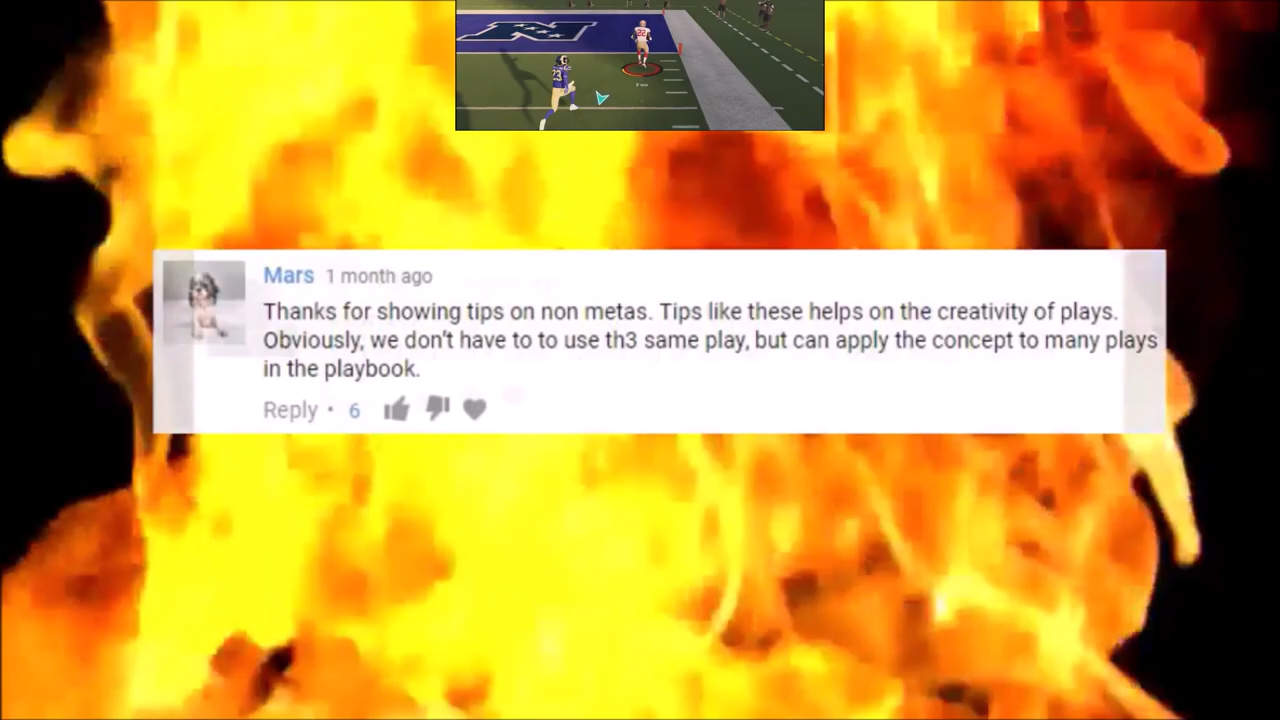 22
23
Mars 1 month ago
Thanks for showing tips on non metas. Tips like these helps on the creativity of plays.
Obviously, we don't have to to use th3 same play, but can apply the concept to many plays
in the playbook.
Reply • 6